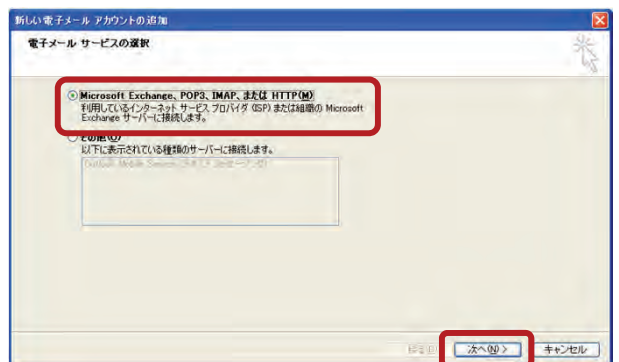 新しい電子メール アカウントの追加
電子メール サービスの選択
Microsoft Exchange、POP3、IMAP、または HTTP(M)
利用しているインターネット サービス プロバイダ (ISP) または組織の Microsoft
Exchange サーバーに接続します。
その他(O)
以下に表示されている種類のサーバーに接続します。
Outlook Mobile Service
次へ(N) >
キャンセル